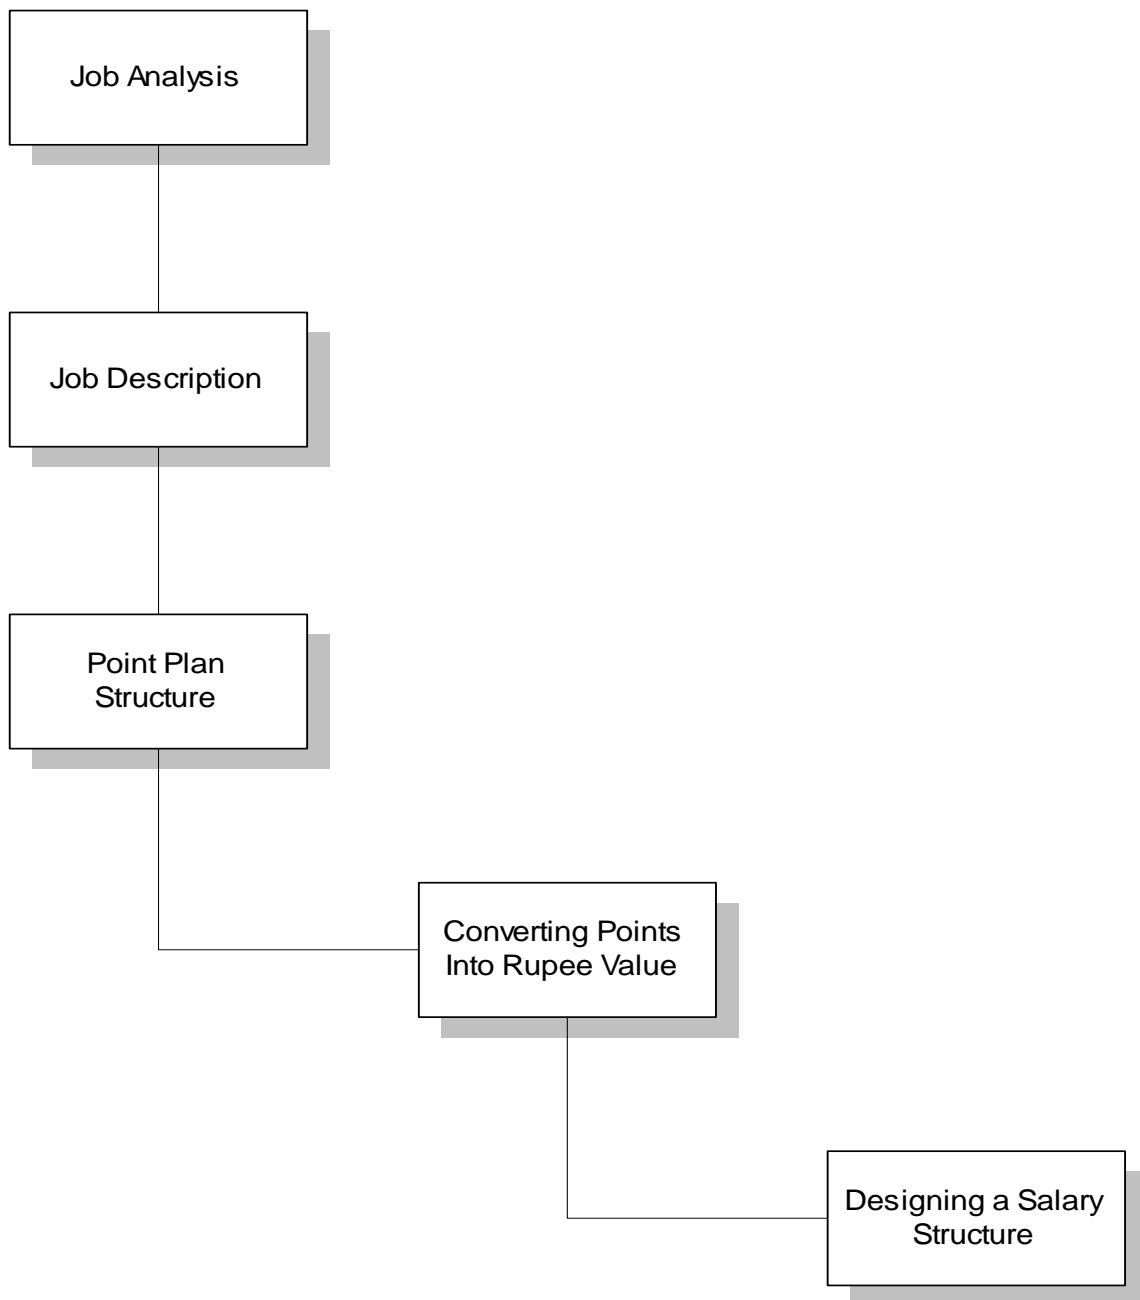 Job Analysis
Job Description
Point Plan
Structure
Converting Points
Into Rupee Value
Designing a Salary
Structure